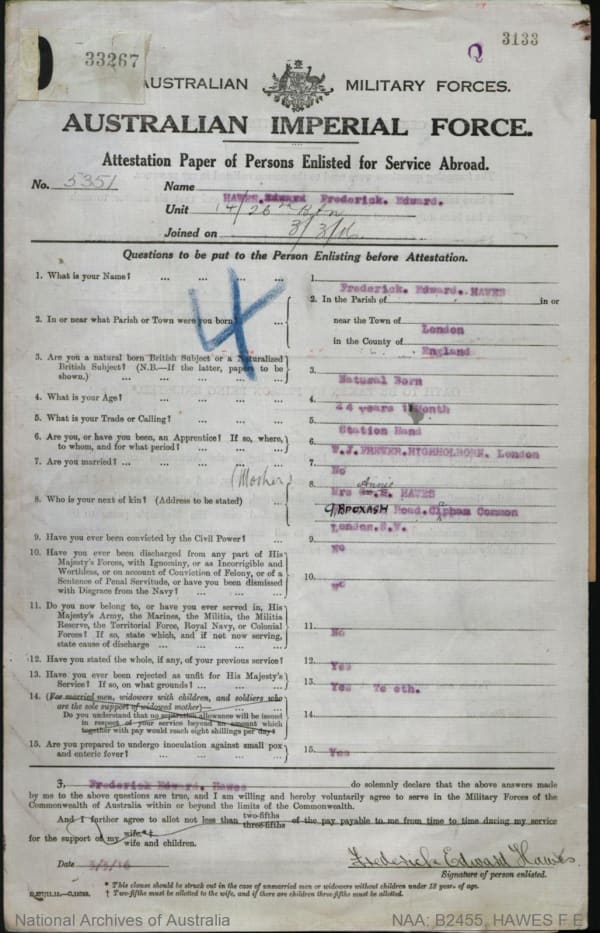 33267
Q 3133
AUSTRALIAN MILITARY FORCES.
AUSTRALIAN IMPERIAL FORCE.
Attestation Paper of Persons Enlisted for Service Abroad.
No. 5351 Name HAWES. Edward Frederick. Edward.
Unit 14/26th Btn
Joined on 3/3/16
Questions to be put to the Person Enlisting before Attestation.
1. What is your Name? ... ... ... ... 1. Frederick. Edward. HAWES
4
2. In or near what Parish or Town were you born? ... 2. In the Parish of in or
near the Town of London
in the County of England
3. Are you a natural born British Subject or a Naturalized
British Subject? (N.B.—If the latter, papers to be
shown.) ... ... ... ... ... 3. Natural Born
4. What is your Age? ... ... ... ... 4. 44 years 1 Month
5. What is your Trade or Calling? ... ... ... 5. Station Hand
6. Are you, or have you been, an Apprentice? If so, where,
to whom, and for what period? ... ... ... 6. HIGHHOLBORN. London
7. Are you married? ... ... ... ... 7. No
(Mother) Annie
8. Who is your next of kin? (Address to be stated) ... 8. Mrs HAWES
9 BROXASH Road. Clapham Common
London. S.W.
9. Have you ever been convicted by the Civil Power? ... 9. No
10. Have you ever been discharged from any part of His
Majesty's Forces, with Ignominy, or as Incorrigible and
Worthless, or on account of Conviction of Felony, or of a
Sentence of Penal Servitude, or have you been dismissed
with Disgrace from the Navy? ... ... ... 10. No
11. Do you now belong to, or have you ever served in, His
Majesty's Army, the Marines, the Militia, the Militia
Reserve, the Territorial Force, Royal Navy, or Colonial
Forces? If so, state which, and if not now serving,
state cause of discharge ... ... ... ... 11. No
12. Have you stated the whole, if any, of your previous service? 12. Yes
13. Have you ever been rejected as unfit for His Majesty's
Service? If so, on what grounds? ... ... ... 13. Yes Teeth.
14. (For married men, widowers with children, and soldiers who
are the sole support of widowed mother)—
Do you understand that no separation allowance will be issued
in respect of your service beyond an amount which
together with pay would reach eight shillings per day? 14.
15. Are you prepared to undergo inoculation against small pox
and enteric fever? ... ... ... ... 15. Yes
I, Frederick Edward. Hawes do solemnly declare that the above answers made
by me to the above questions are true, and I am willing and hereby voluntarily agree to serve in the Military Forces of the
Commonwealth of Australia within or beyond the limits of the Commonwealth.
And I further agree to allot not less than two-fifths three-fifths of the pay payable to me from time to time during my service
for the support of my wife*† wife and children.
Date 3/3/16 Frederick Edward Hawes
Signature of person enlisted.
* This clause should be struck out in the case of unmarried men or widowers without children under 18 years of age.
† Two-fifths must be allotted to the wife, and if there are children three-fifths must be allotted.
National Archives of Australia NAA: B2455, HAWES F E